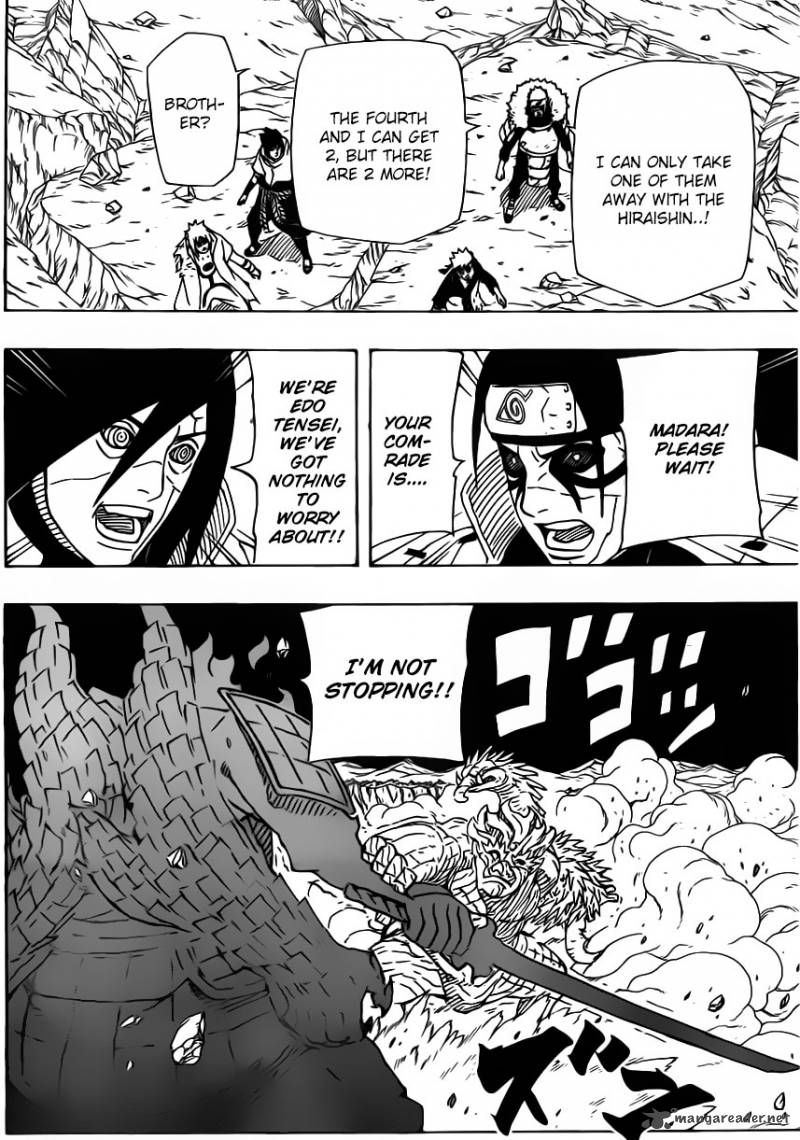 I CAN ONLY TAKE
ONE OF THEM
AWAY WITH THE
HIRAISHIN..!
THE FOURTH
AND I CAN GET
2, BUT THERE
ARE 2 MORE!
BROTH-
ER?
MADARA!
PLEASE
WAIT!
YOUR
COM-
RADE
IS....
WE'RE
EDO
TENSEI,
WE'VE
GOT
NOTHING
TO
WORRY
ABOUT!!
I'M NOT
STOPPING!!
ゴゴゴ
ズン
mangareader.net